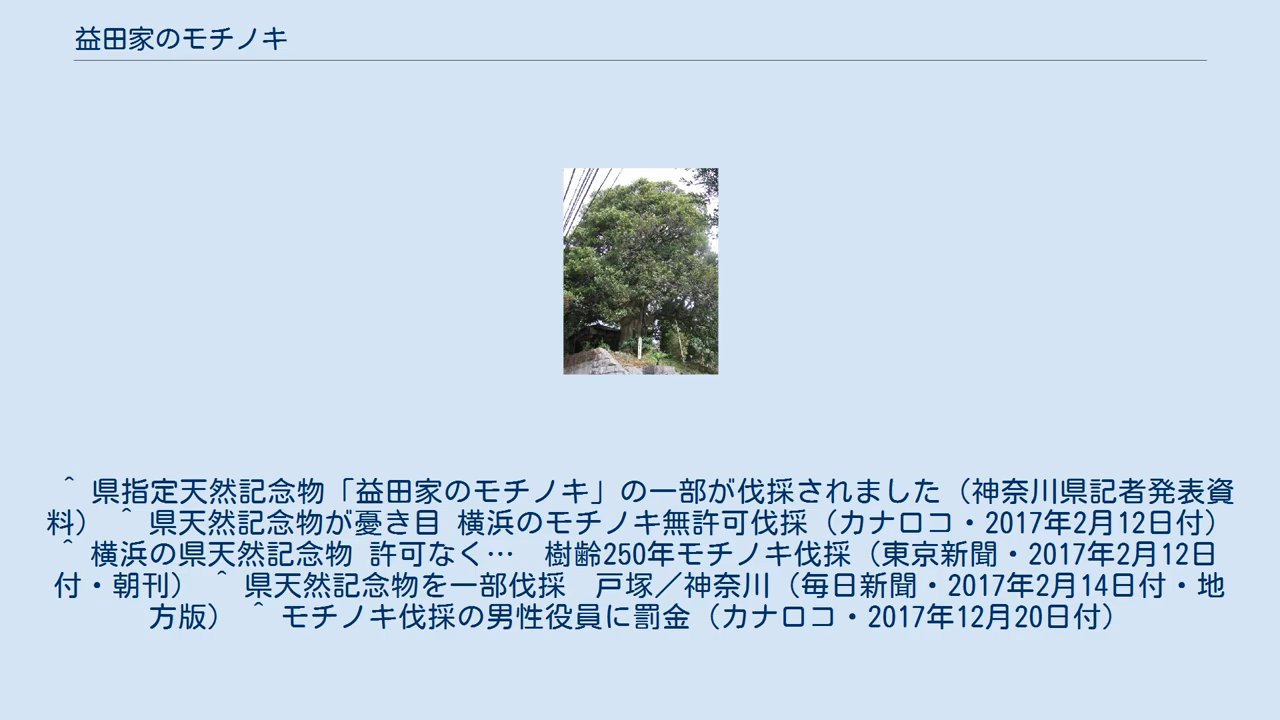 益田家のモチノキ
＾ 県指定天然記念物「益田家のモチノキ」の一部が伐採されました（神奈川県記者発表資
料） ＾ 県天然記念物が憂き目 横浜のモチノキ無許可伐採（カナロコ・2017年2月12日付）
＾ 横浜の県天然記念物 許可なく…　樹齢250年モチノキ伐採（東京新聞・2017年2月12日
付・朝刊） ＾ 県天然記念物を一部伐採　戸塚／神奈川（毎日新聞・2017年2月14日付・地
方版） ＾ モチノキ伐採の男性役員に罰金（カナロコ・2017年12月20日付）